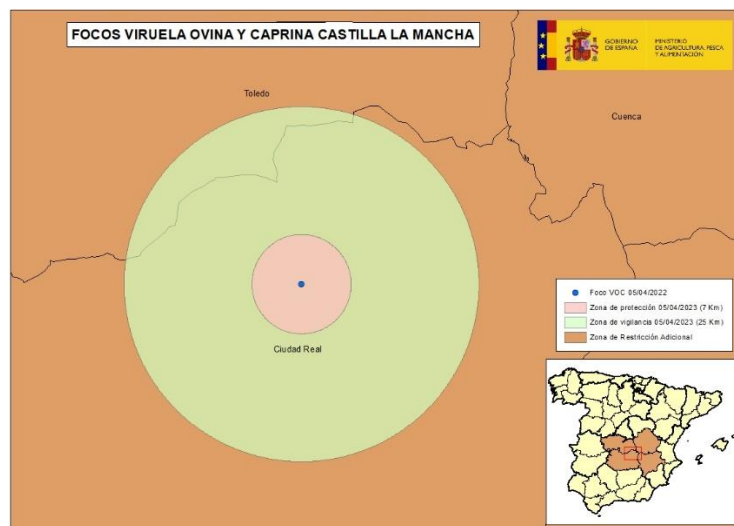 FOCOS VIRUELA OVINA Y CAPRINA CASTILLA LA MANCHA
GOBIERNO
DE ESPAÑA
MINISTERIO
DE AGRICULTURA, PESCA
Y ALIMENTACIÓN
Toledo
Cuenca
Ciudad Real
Foco VOC 05/04/2022
Zona de protección 05/04/2023 (7 Km)
Zona de vigilancia 05/04/2023 (25 Km)
Zona de Restricción Adicional